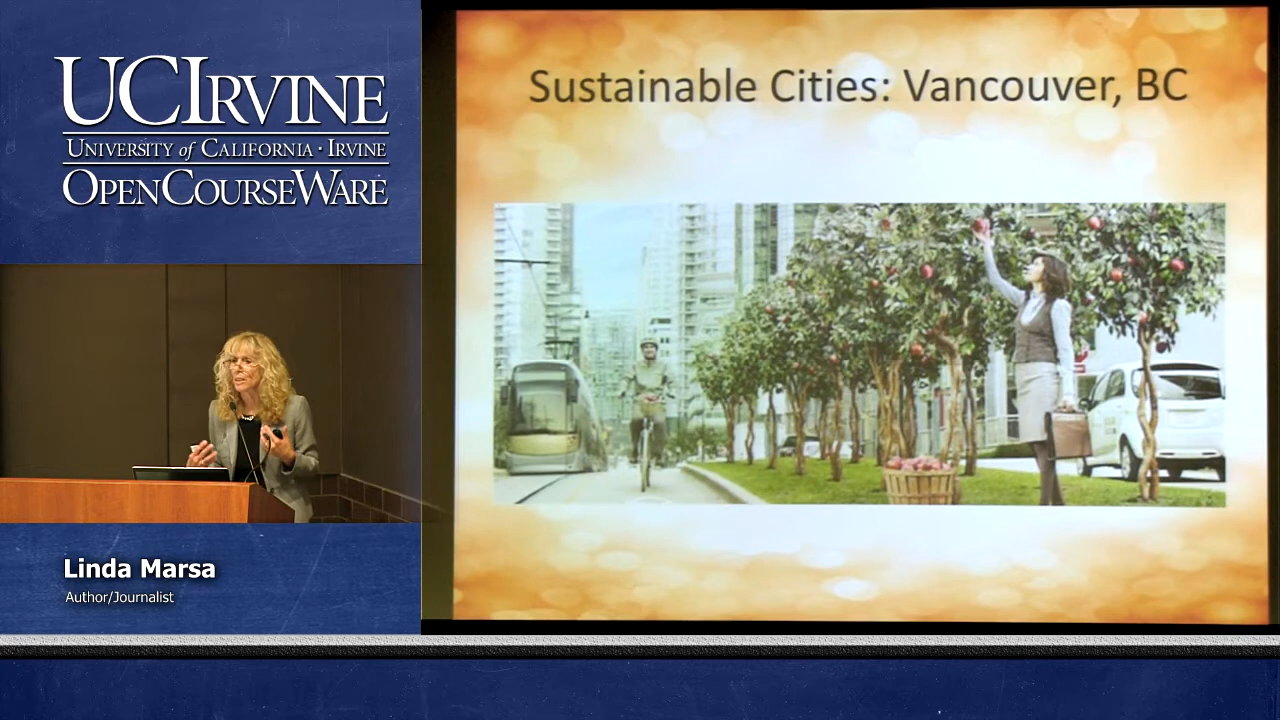 UCIRVINE
UNIVERSITY of CALIFORNIA · IRVINE
OPENCOURSEWARE
Linda Marsa
Author/Journalist
Sustainable Cities: Vancouver, BC